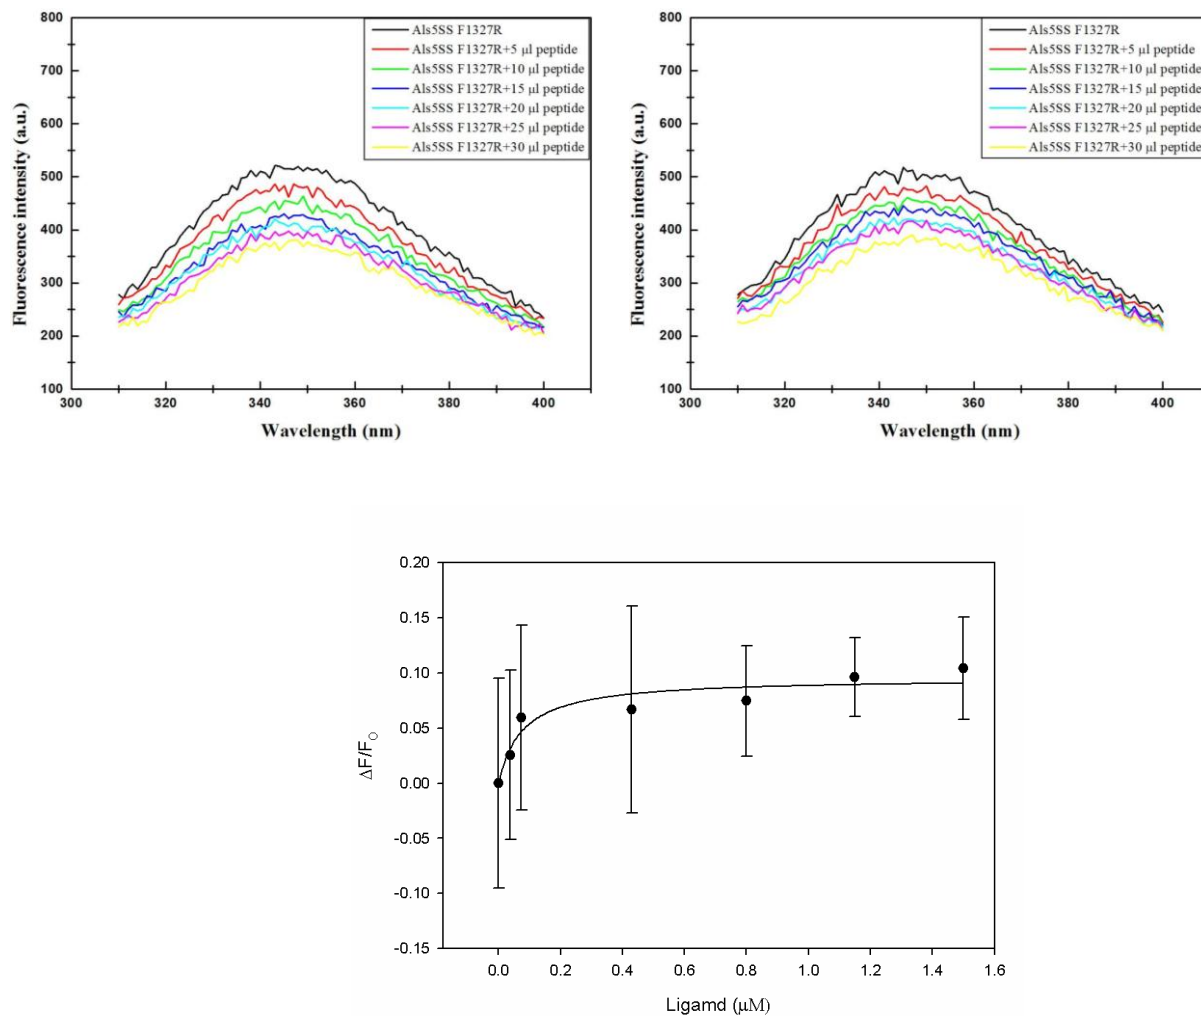 800
700
600
500
400
300
200
100
300
320
340
360
380
400
Fluorescence intensity (a.u.)
Wavelength (nm)
Als5SS F1327R
Als5SS F1327R+5 µl peptide
Als5SS F1327R+10 µl peptide
Als5SS F1327R+15 µl peptide
Als5SS F1327R+20 µl peptide
Als5SS F1327R+25 µl peptide
Als5SS F1327R+30 µl peptide
800
700
600
500
400
300
200
100
300
320
340
360
380
400
Fluorescence intensity (a.u.)
Wavelength (nm)
Als5SS F1327R
Als5SS F1327R+5 µl peptide
Als5SS F1327R+10 µl peptide
Als5SS F1327R+15 µl peptide
Als5SS F1327R+20 µl peptide
Als5SS F1327R+25 µl peptide
Als5SS F1327R+30 µl peptide
0.20
0.15
0.10
0.05
0.00
-0.05
-0.10
-0.15
ΔF/FO
0.0
0.2
0.4
0.6
0.8
1.0
1.2
1.4
1.6
Ligamd (µM)